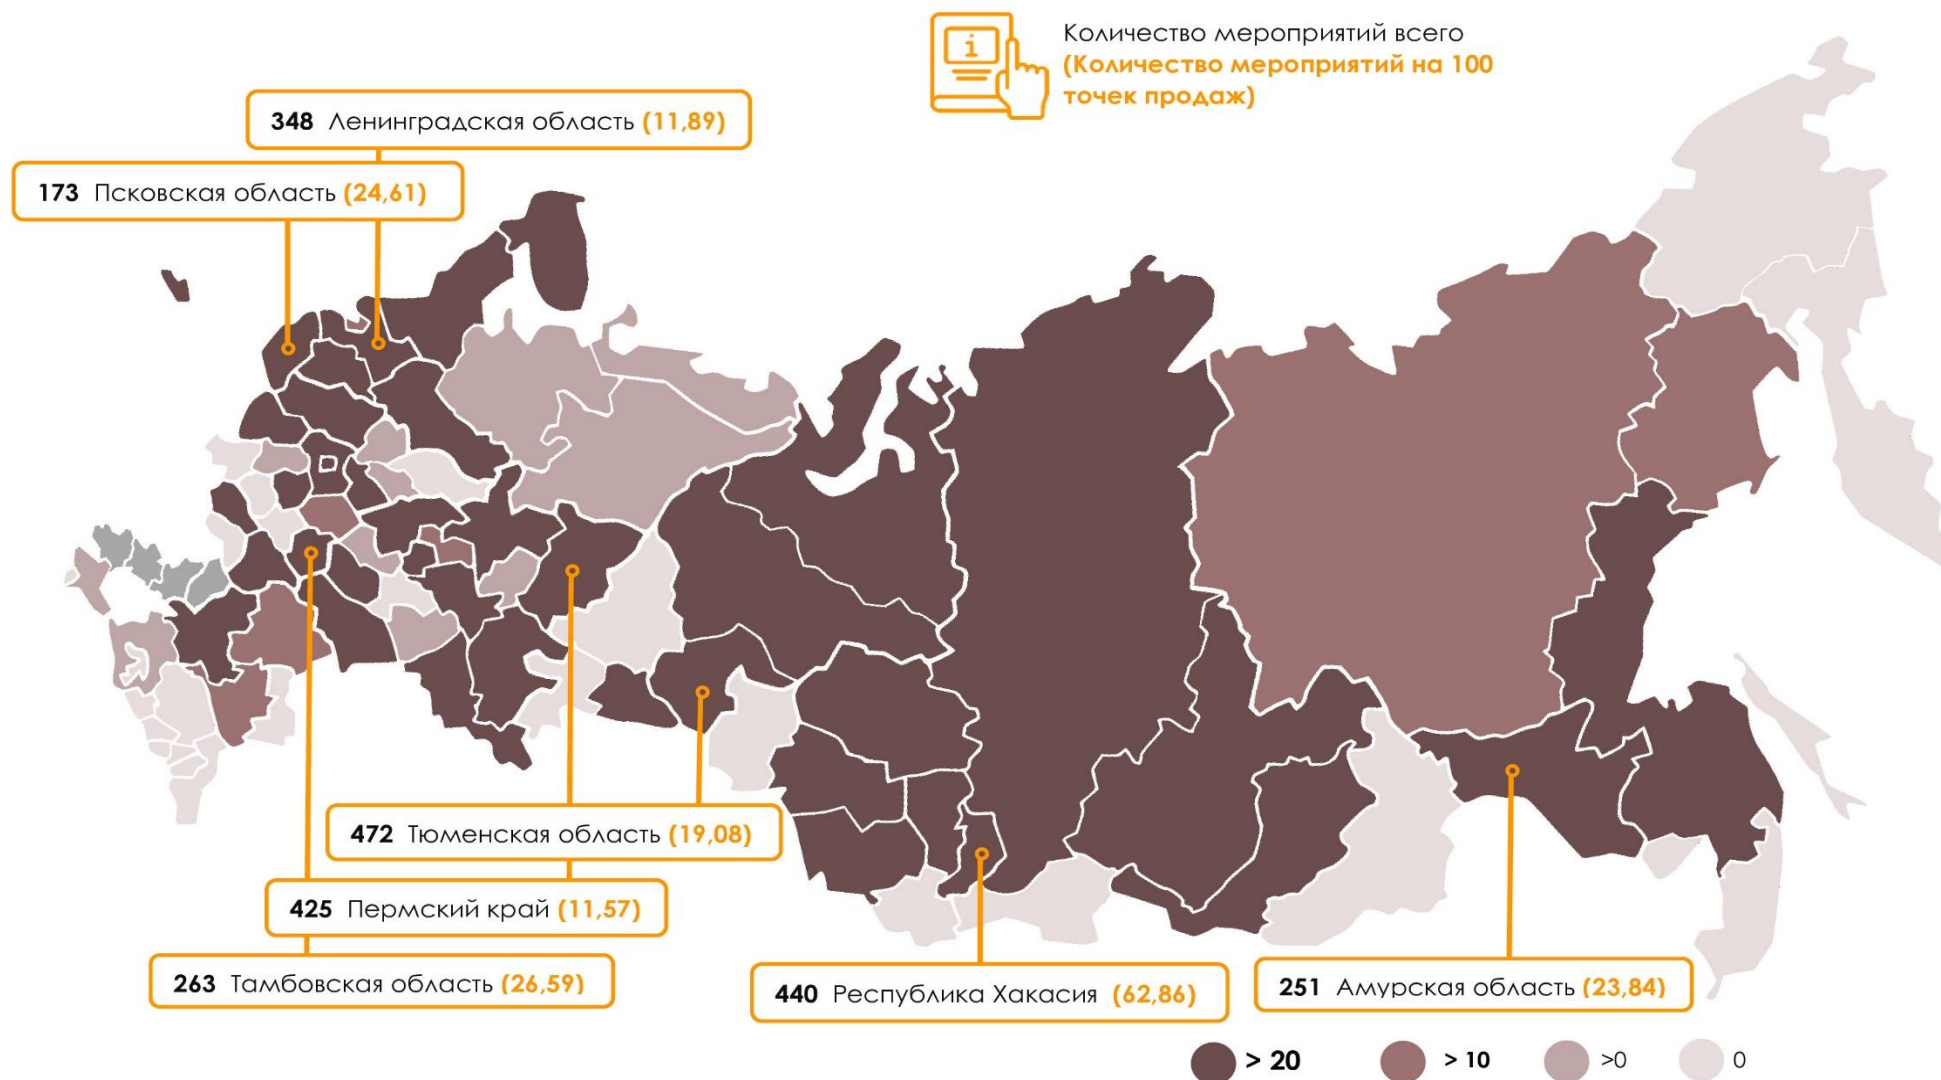 i
Количество мероприятий всего
(Количество мероприятий на 100
точек продаж)
348 Ленинградская область (11,89)
173 Псковская область (24,61)
472 Тюменская область (19,08)
425 Пермский край (11,57)
263 Тамбовская область (26,59)
440 Республика Хакасия (62,86)
251 Амурская область (23,84)
> 20 > 10 >0 0